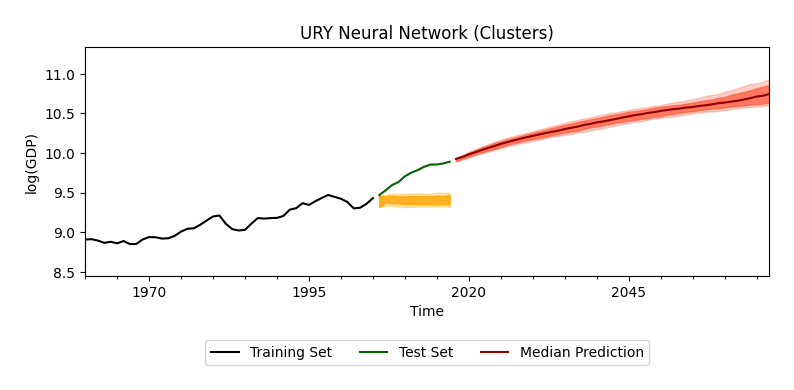 URY Neural Network (Clusters)
11.0
10.5
10.0
9.5
9.0
8.5
log(GDP)
1970 1995 2020 2045
Time
Training Set Test Set Median Prediction